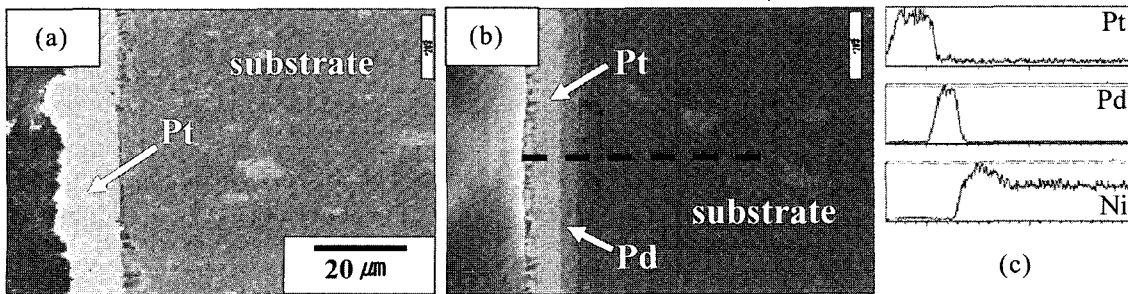 (a)
substrate
Pt
20 μm
(b)
Pt
substrate
Pd
Pt
Pd
Ni
(c)